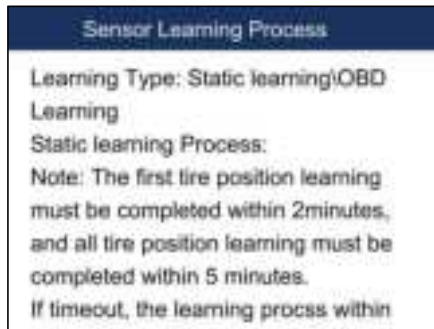 Sensor Learning Process
Learning Type: Static learning\OBD
Learning
Static learning Process:
Note: The first tire position learning
must be completed within 2minutes,
and all tire position learning must be
completed within 5 minutes.
If timeout, the learning procss within